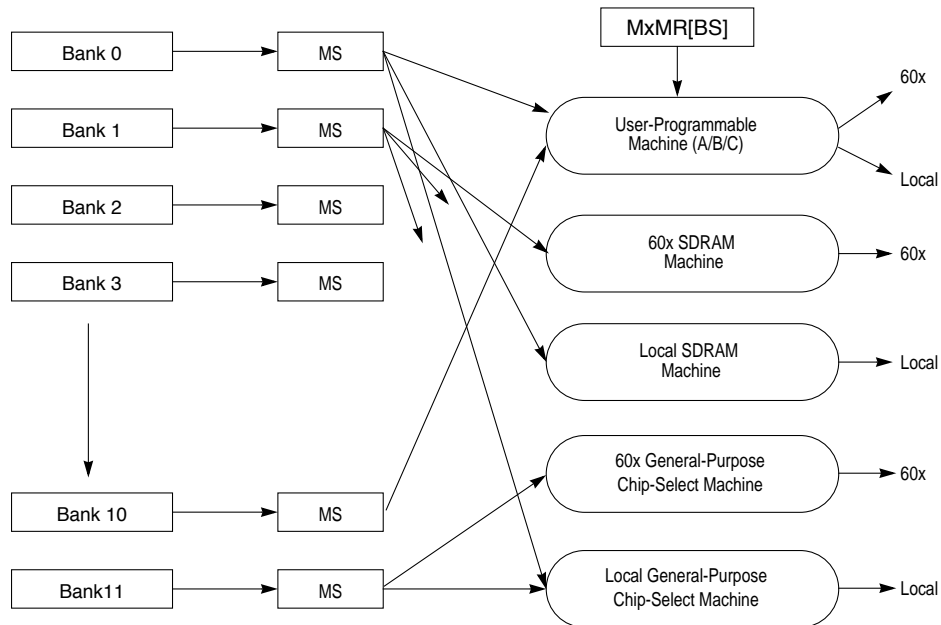 MxMR[BS]
Bank 0
MS
60x
Bank 1
MS
User-Programmable
Machine (A/B/C)
Local
Bank 2
MS
60x SDRAM
Machine
60x
Bank 3
MS
Local SDRAM
Machine
Local
60x General-Purpose
Chip-Select Machine
60x
Bank 10
MS
Bank11
MS
Local General-Purpose
Chip-Select Machine
Local